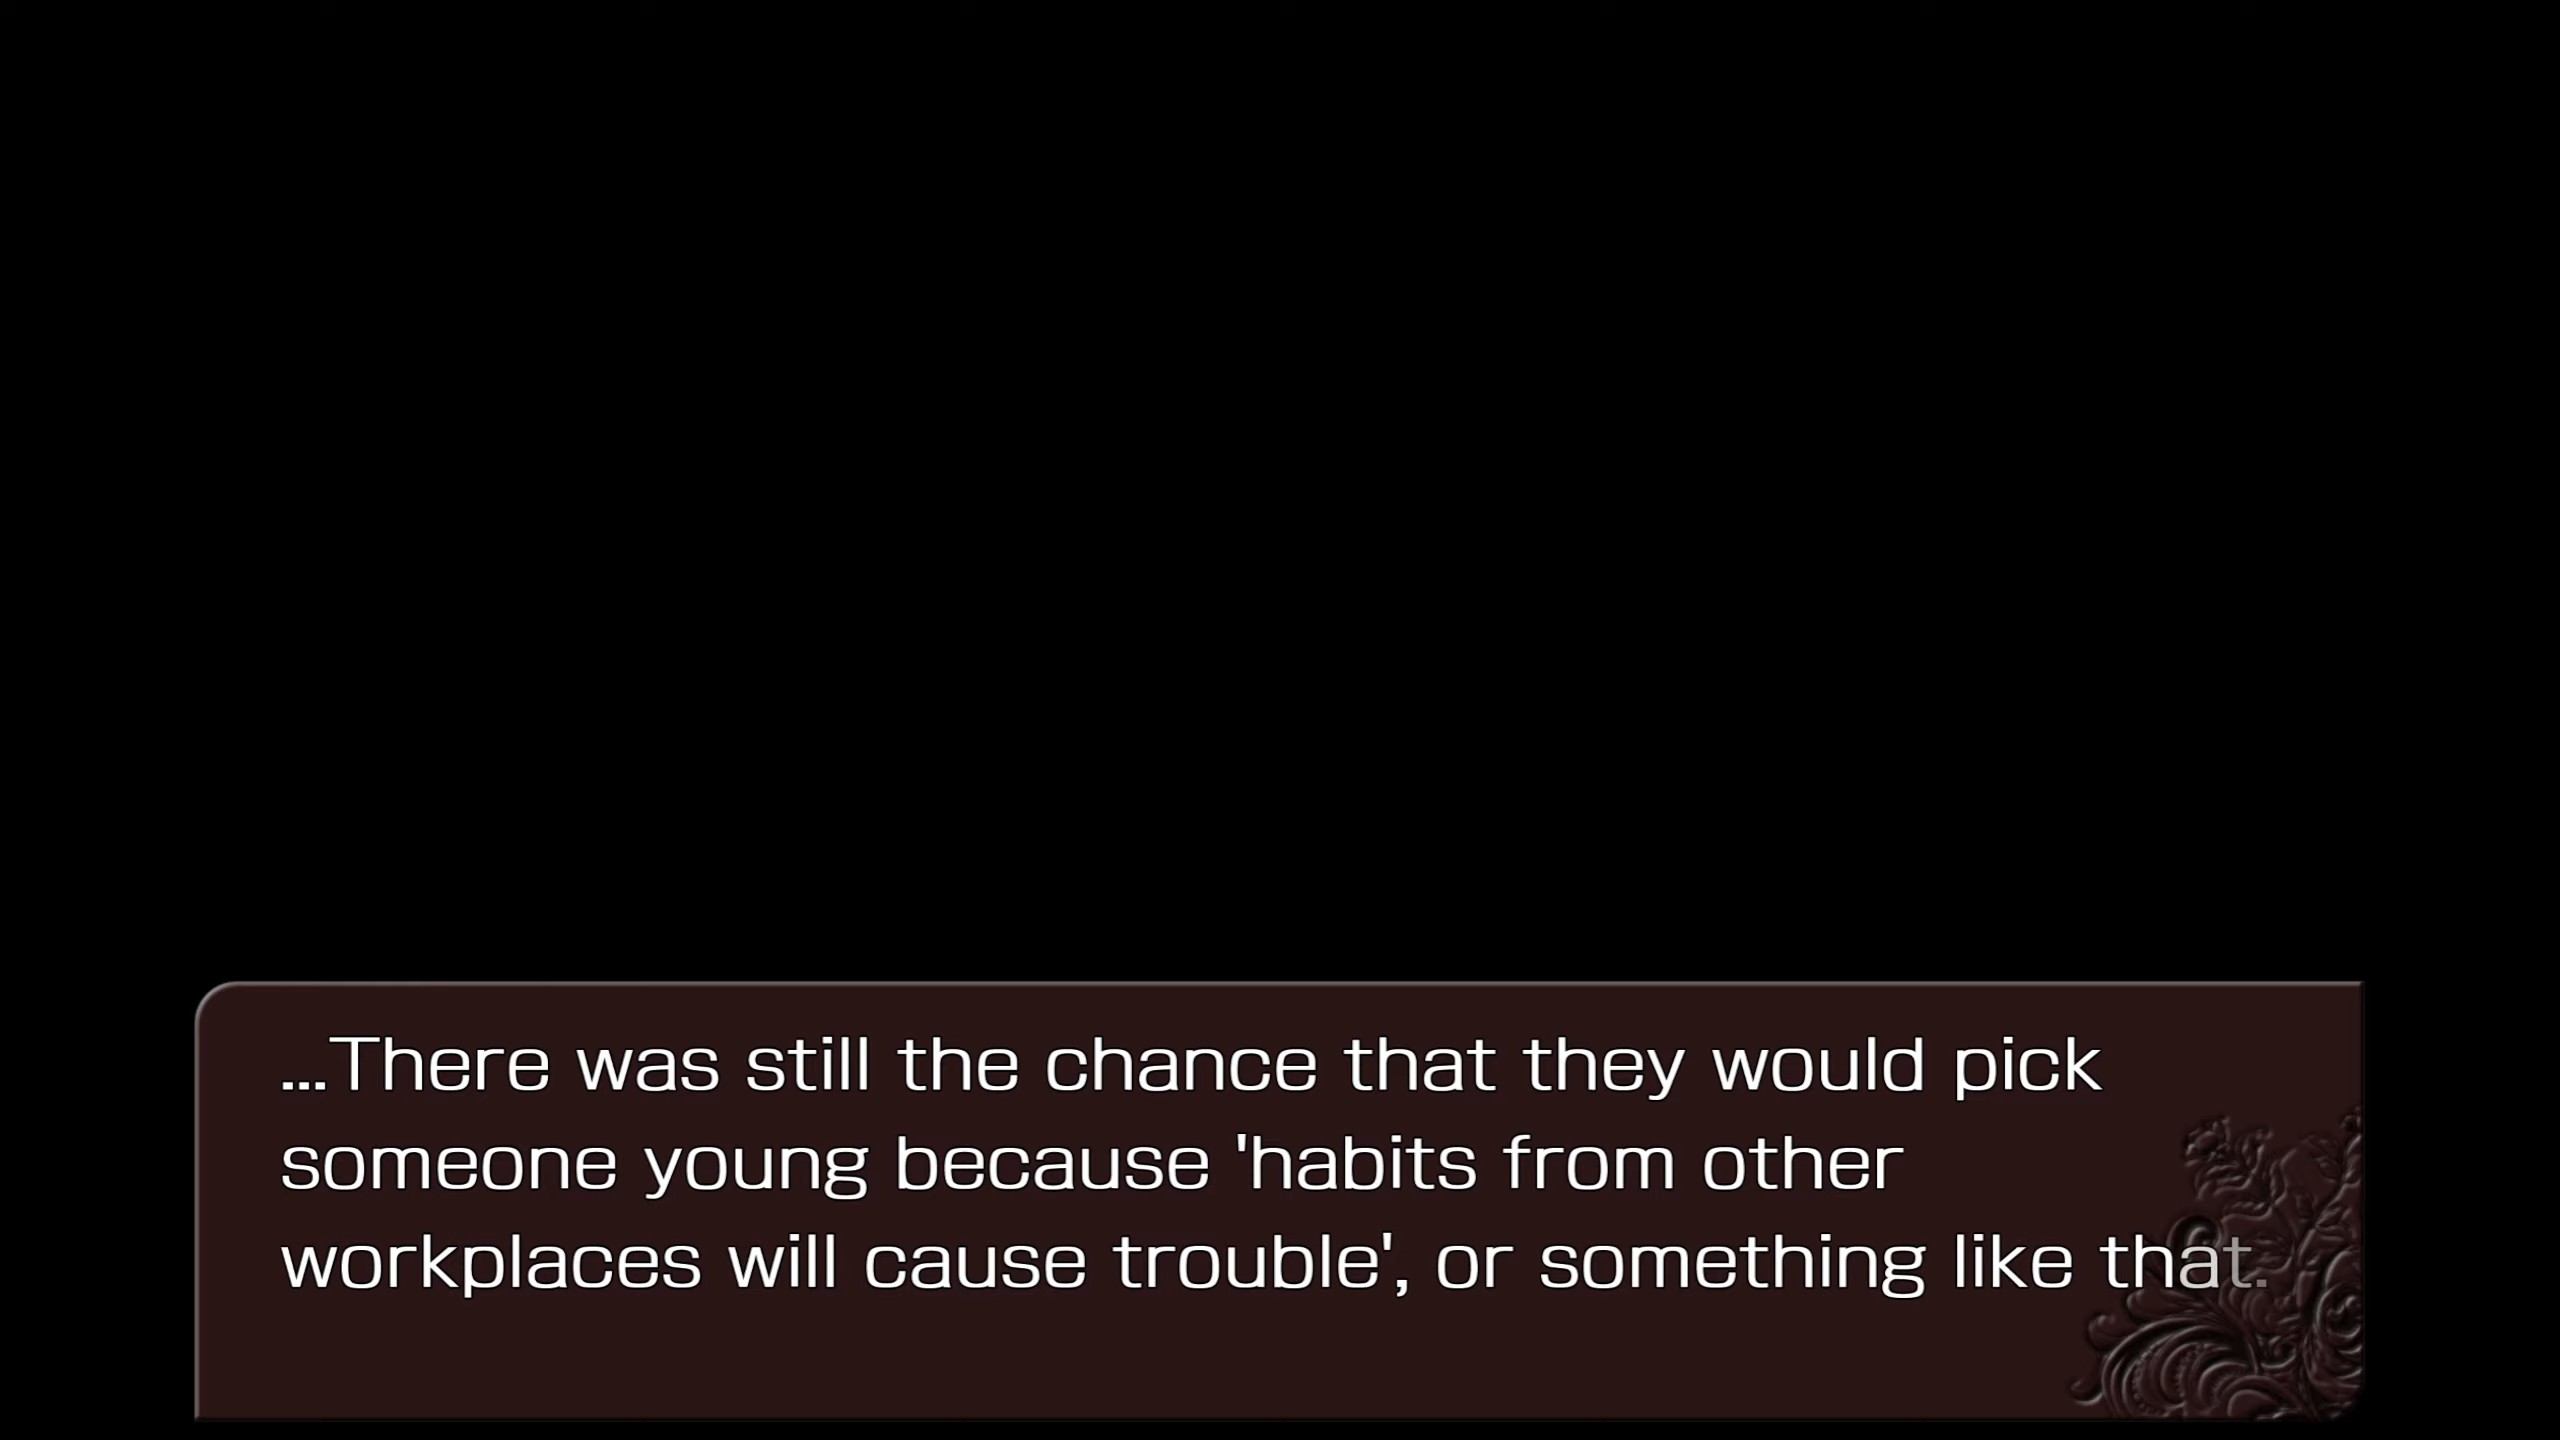 ...There was still the chance that they would pick
someone young because 'habits from other
workplaces will cause trouble', or something like that.